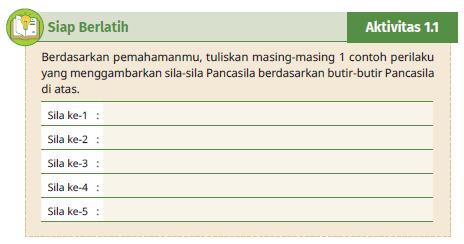 Siap Berlatih
Aktivitas 1.1
Berdasarkan pemahamanmu, tuliskan masing-masing 1 contoh perilaku
yang menggambarkan sila-sila Pancasila berdasarkan butir-butir Pancasila
di atas.
Sila ke-1 :
Sila ke-2 :
Sila ke-3 :
Sila ke-4 :
Sila ke-5 :